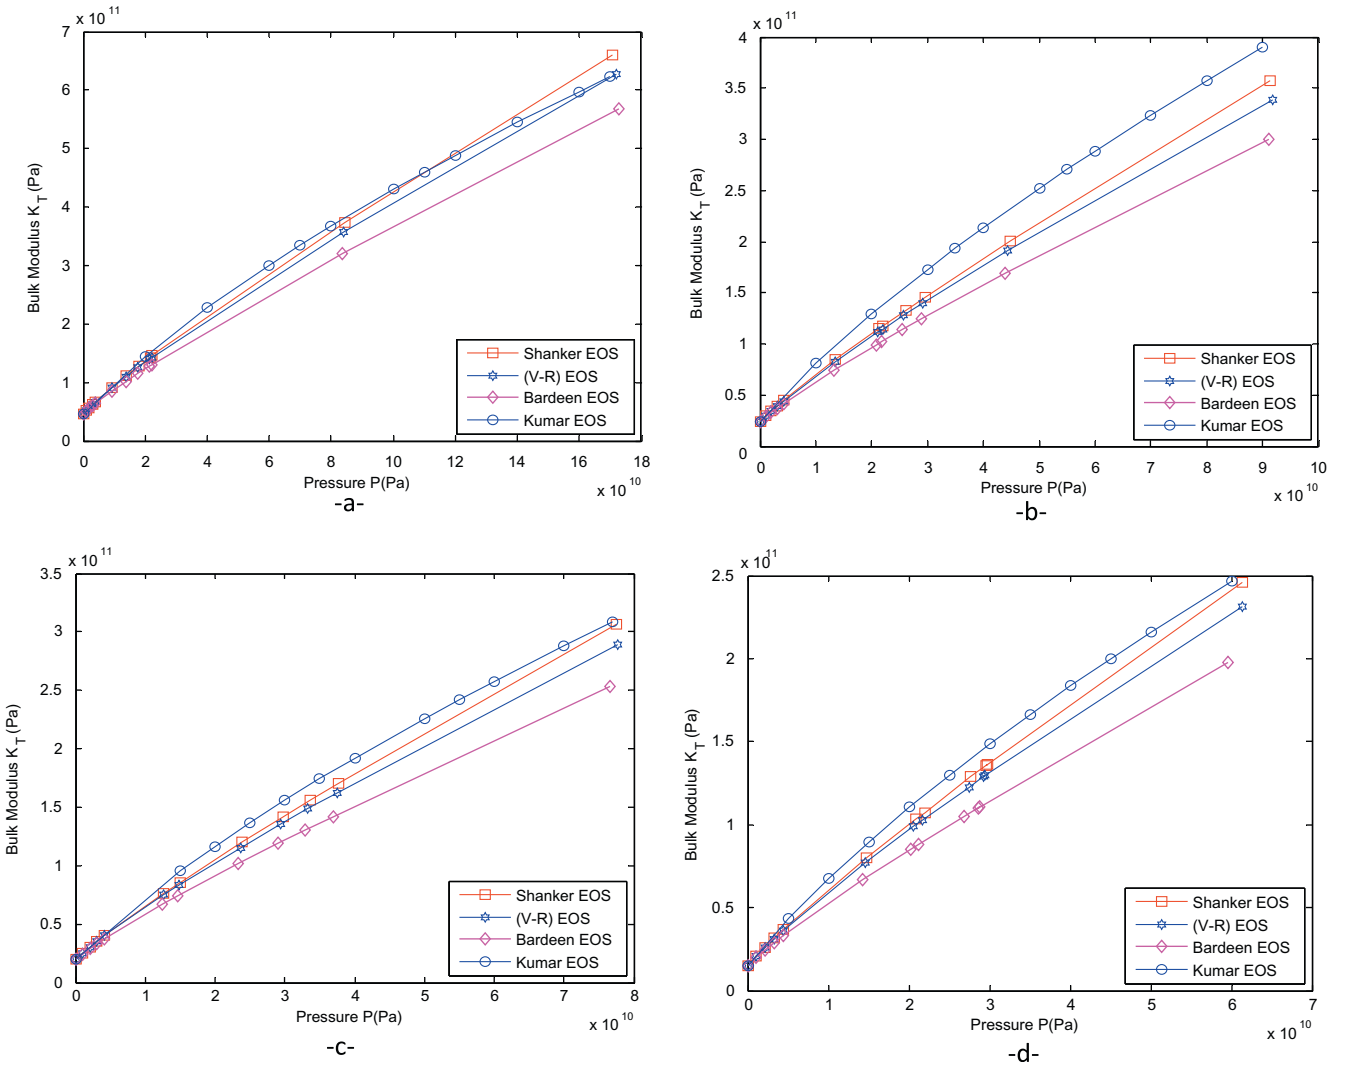 x 10 11
7
6
5
4
3
2
1
0
Bulk Modulus K T (Pa)
Shanker EOS
(V-R) EOS
Bardeen EOS
Kumar EOS
0 2 4 6 8 10 12 14 16 18
Pressure P(Pa)
x 10 10
-a-
x 10 11
4
3.5
3
2.5
2
1.5
1
0.5
0
Bulk Modulus K T (Pa)
Shanker EOS
(V-R) EOS
Bardeen EOS
Kumar EOS
0 1 2 3 4 5 6 7 8 9 10
Pressure P(Pa)
x 10 10
-b-
x 10 11
3.5
3
2.5
2
1.5
1
0.5
0
Bulk Modulus K T (Pa)
Shanker EOS
(V-R) EOS
Bardeen EOS
Kumar EOS
0 1 2 3 4 5 6 7 8
Pressure P(Pa)
x 10 10
-c-
x 10 11
2.5
2
1.5
1
0.5
0
Bulk Modulus K T (Pa)
Shanker EOS
(V-R) EOS
Bardeen EOS
Kumar EOS
0 1 2 3 4 5 6 7
Pressure P(Pa)
x 10 10
-d-